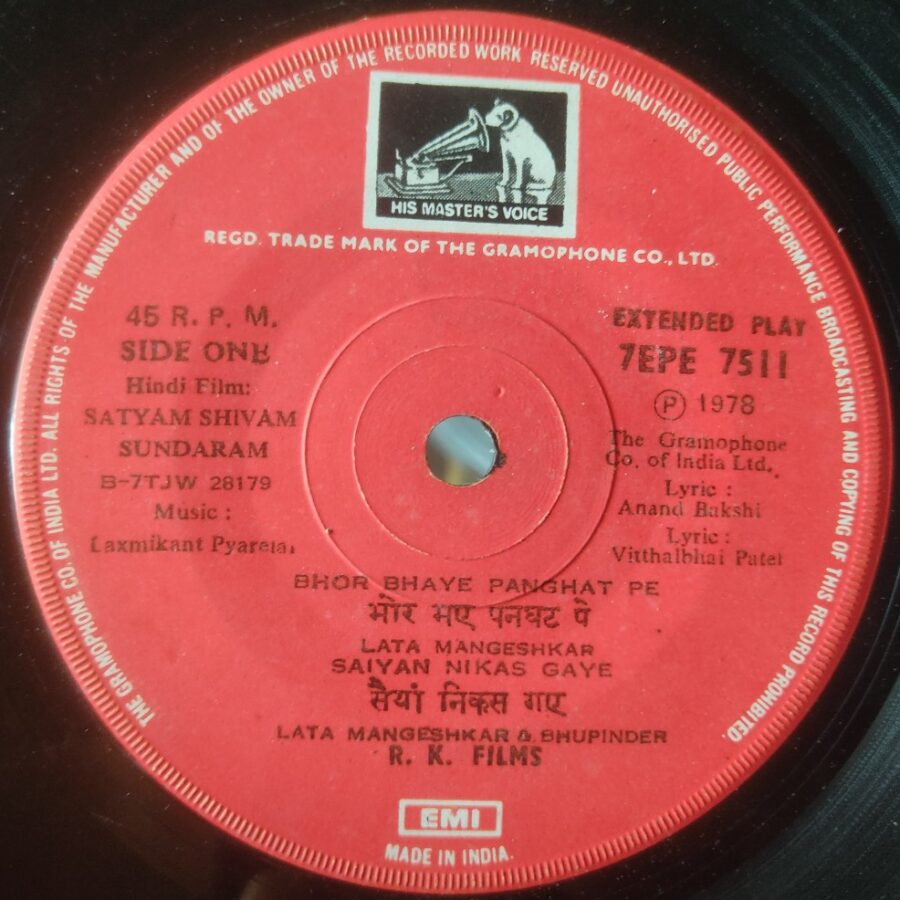 THE GRAMOPHONE CO. OF INDIA LTD. ALL RIGHTS OF THE MANUFACTURER AND OF THE OWNER OF THE RECORDED WORK RESERVED UNAUTHORISED PUBLIC PERFORMANCE BROADCASTING AND COPYING OF THIS RECORD PROHIBITED.
HIS MASTER'S VOICE
REGD. TRADE MARK OF THE GRAMOPHONE CO., LTD.
45 R. P. M.
SIDE ONE
Hindi Film:
SATYAM SHIVAM
SUNDARAM
B-7TJW 28179
Music :
Laxmikant Pyarelal
EXTENDED PLAY
7EPE 7511
Ⓟ 1978
The Gramophone
Co. of India Ltd.
Lyric :
Anand Bakshi
Lyric :
Vitthalbhai Patel
BHOR BHAYE PANGHAT PE
भोर भए पनघट पे
LATA MANGESHKAR
SAIYAN NIKAS GAYE
सैयां निकस गए
LATA MANGESHKAR & BHUPINDER
R. K. FILMS
EMI
MADE IN INDIA.